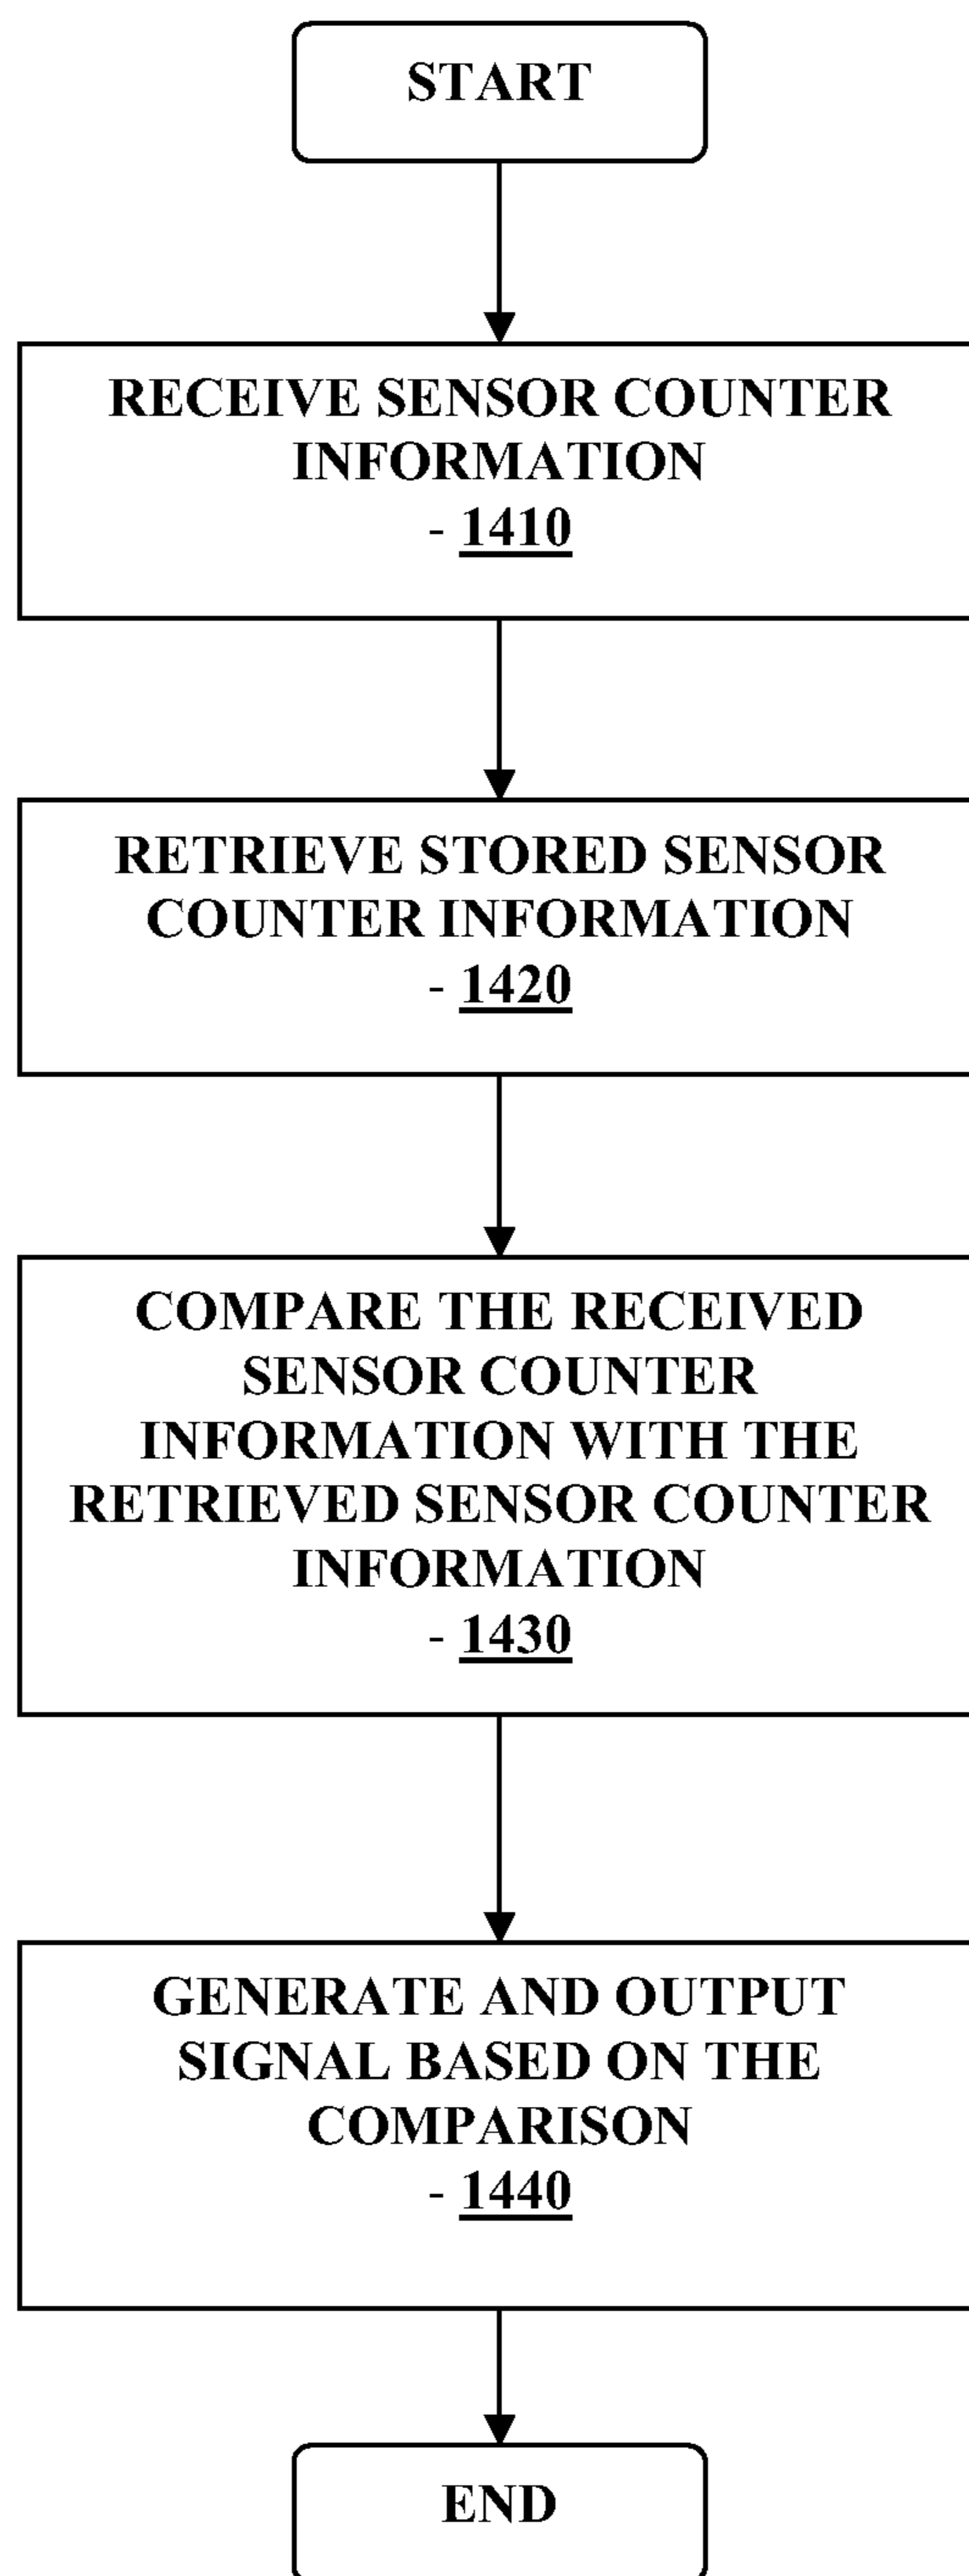 START
RECEIVE SENSOR COUNTER
INFORMATION
- 1410
RETRIEVE STORED SENSOR
COUNTER INFORMATION
- 1420
COMPARE THE RECEIVED
SENSOR COUNTER
INFORMATION WITH THE
RETRIEVED SENSOR COUNTER
INFORMATION
- 1430
GENERATE AND OUTPUT
SIGNAL BASED ON THE
COMPARISON
- 1440
END